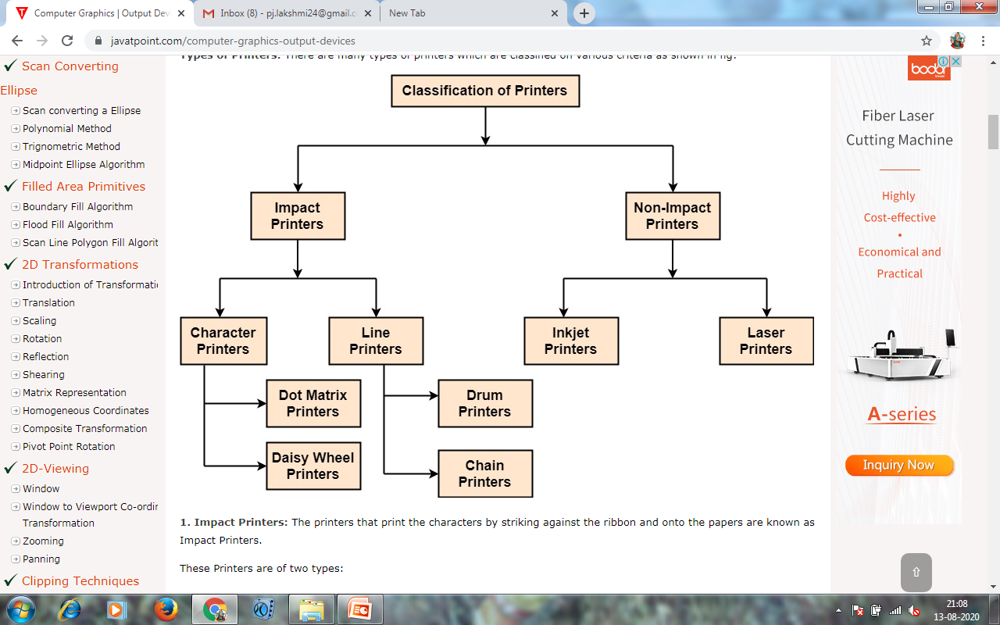 Computer Graphics | Output Dev
Inbox (8) - pj.lakshmi24@gmail.c
New Tab
javatpoint.com/computer-graphics-output-devices
Scan Converting
Ellipse
Scan converting a Ellipse
Polynomial Method
Trignometric Method
Midpoint Ellipse Algorithm
Filled Area Primitives
Boundary Fill Algorithm
Flood Fill Algorithm
Scan Line Polygon Fill Algorit
2D Transformations
Introduction of Transformati
Translation
Scaling
Rotation
Reflection
Shearing
Matrix Representation
Homogeneous Coordinates
Composite Transformation
Pivot Point Rotation
2D-Viewing
Window
Window to Viewport Co-ordin
Transformation
Zooming
Panning
Clipping Techniques
Types of Printers: There are many types of printers which are classified on various criteria as shown in fig:
Classification of Printers
Impact
Printers
Non-Impact
Printers
Character
Printers
Line
Printers
Inkjet
Printers
Laser
Printers
Dot Matrix
Printers
Drum
Printers
Daisy Wheel
Printers
Chain
Printers
1. Impact Printers: The printers that print the characters by striking against the ribbon and onto the papers are known as
Impact Printers.
These Printers are of two types:
bodor
Fiber Laser
Cutting Machine
Highly
Cost-effective
•
Economical and
Practical
A-series
Inquiry Now
21:08
13-08-2020